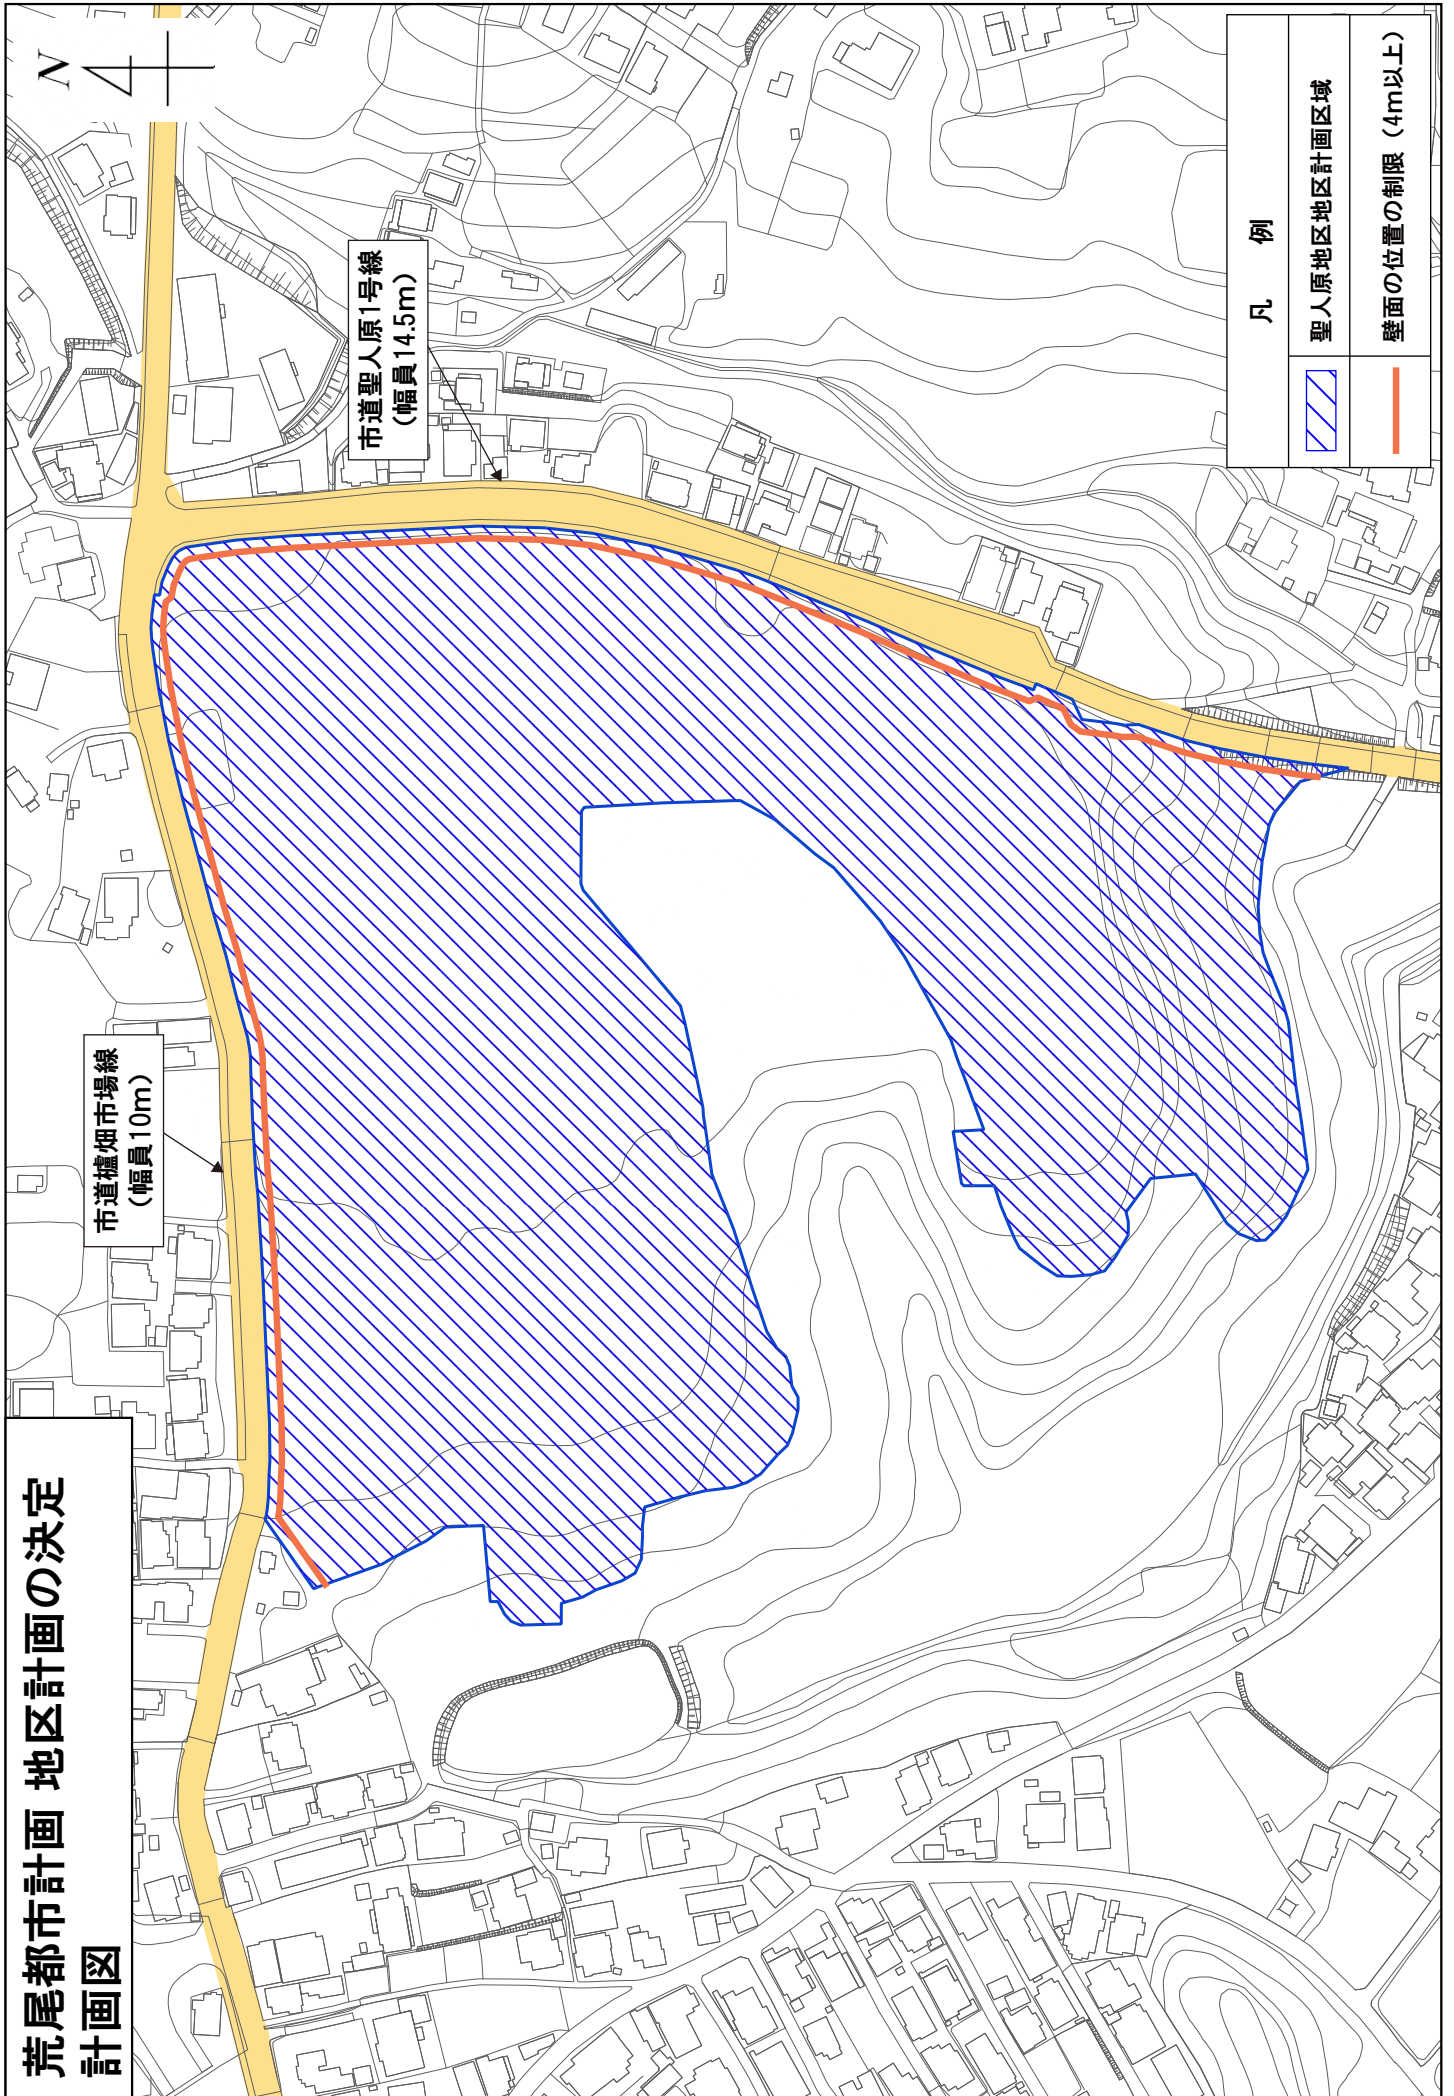 荒尾都市計画 地区計画の決定
計画図
市道櫨畑市場線
（幅員10m）
市道聖人原1号線
（幅員14.5m）
N
凡 例
聖人原地区地区計画区域
壁面の位置の制限（4m以上）